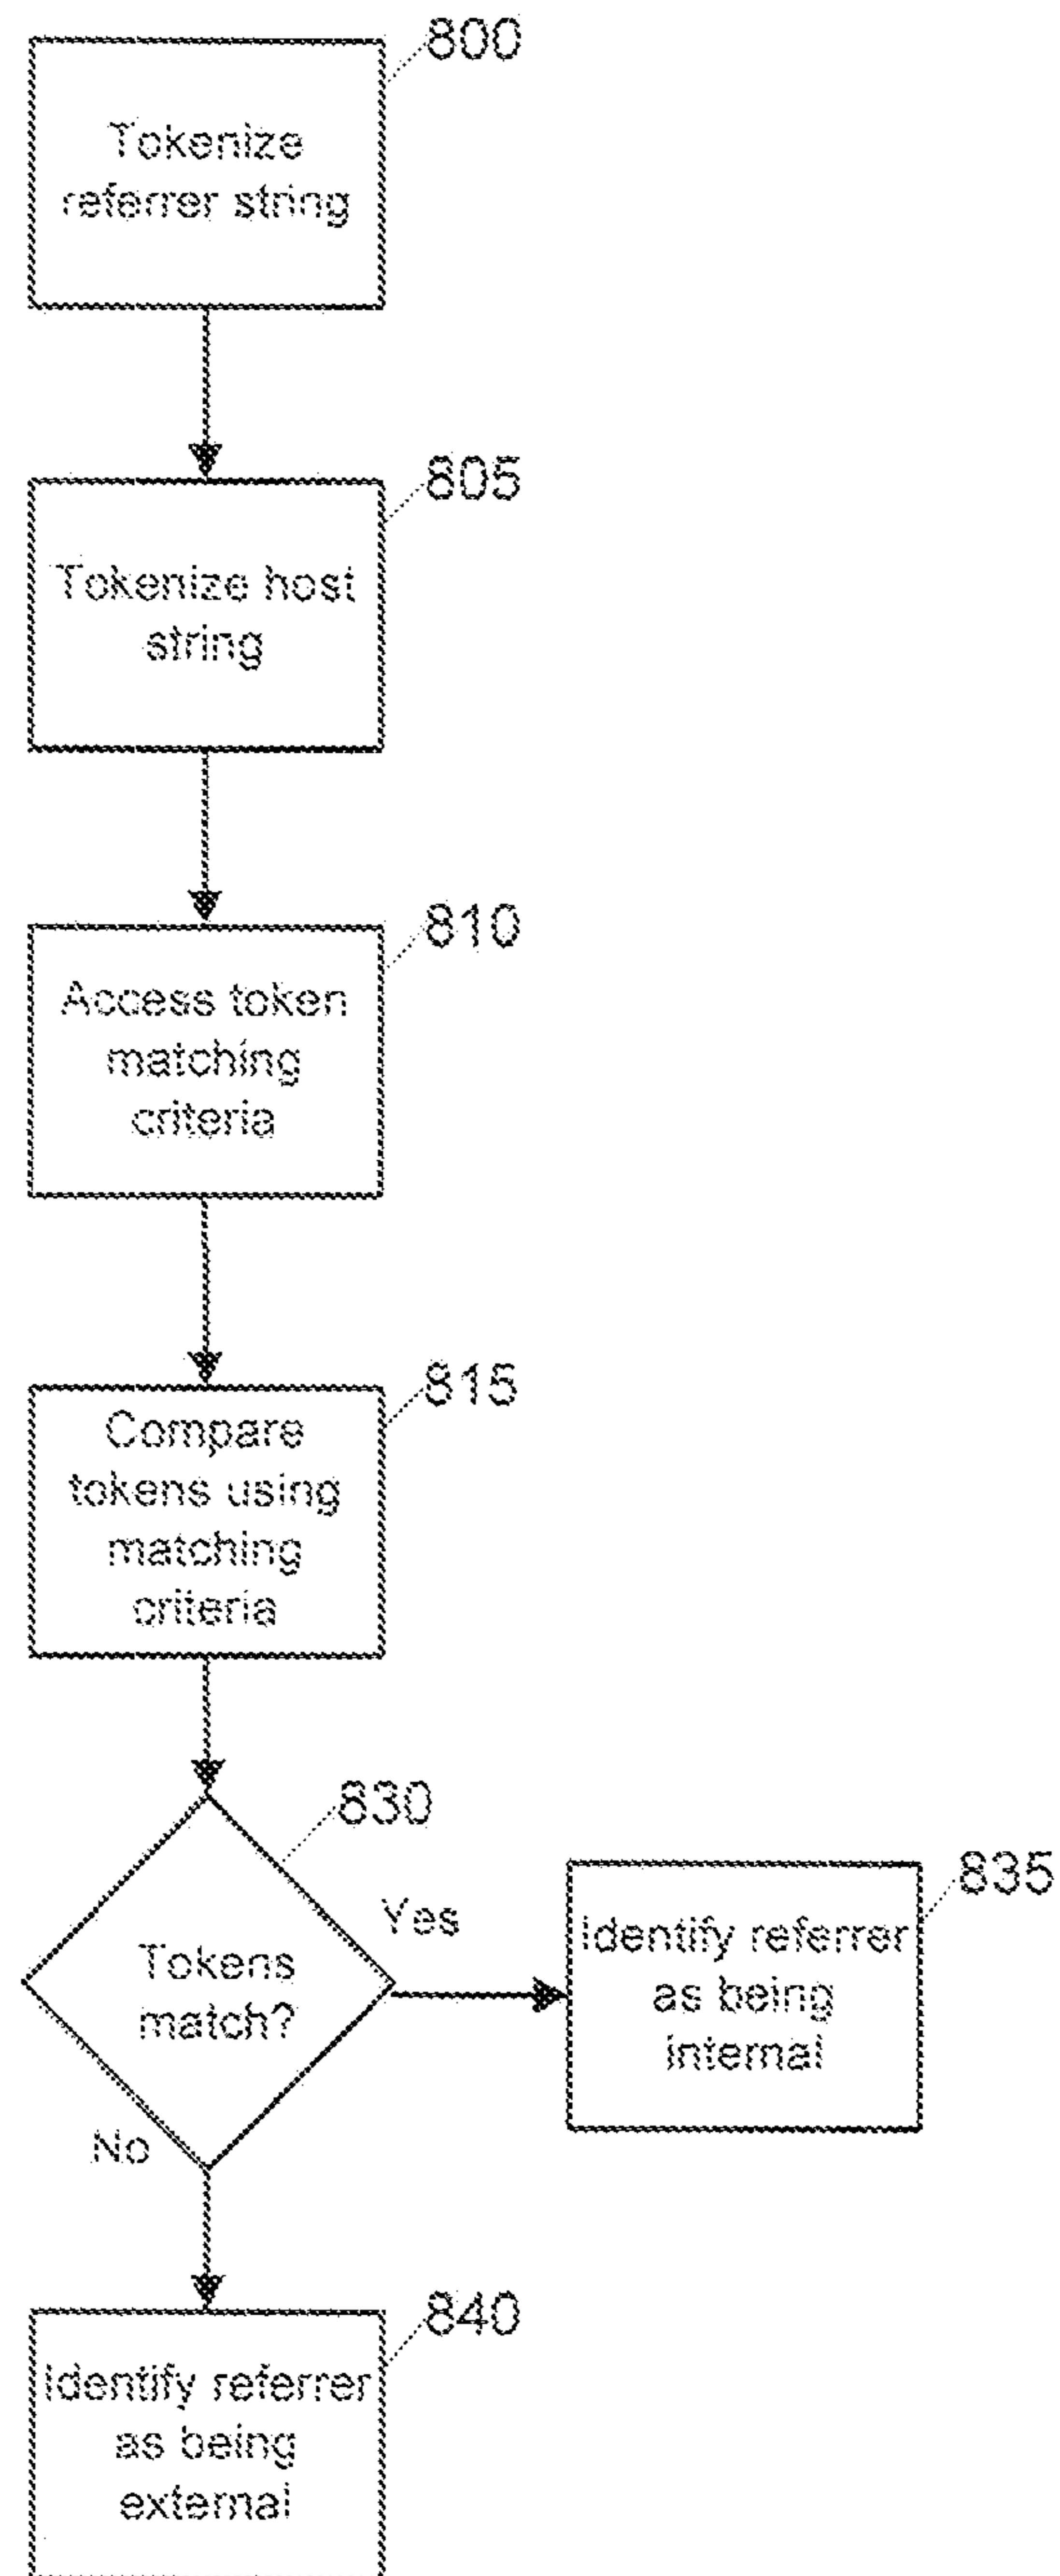 800
Tokenize
referrer string
805
Tokenize host
string
810
Access token
matching
criteria
815
Compare
tokens using
matching
criteria
830
Tokens
match?
Yes
No
835
Identify referrer
as being
internal
840
Identify referrer
as being
external